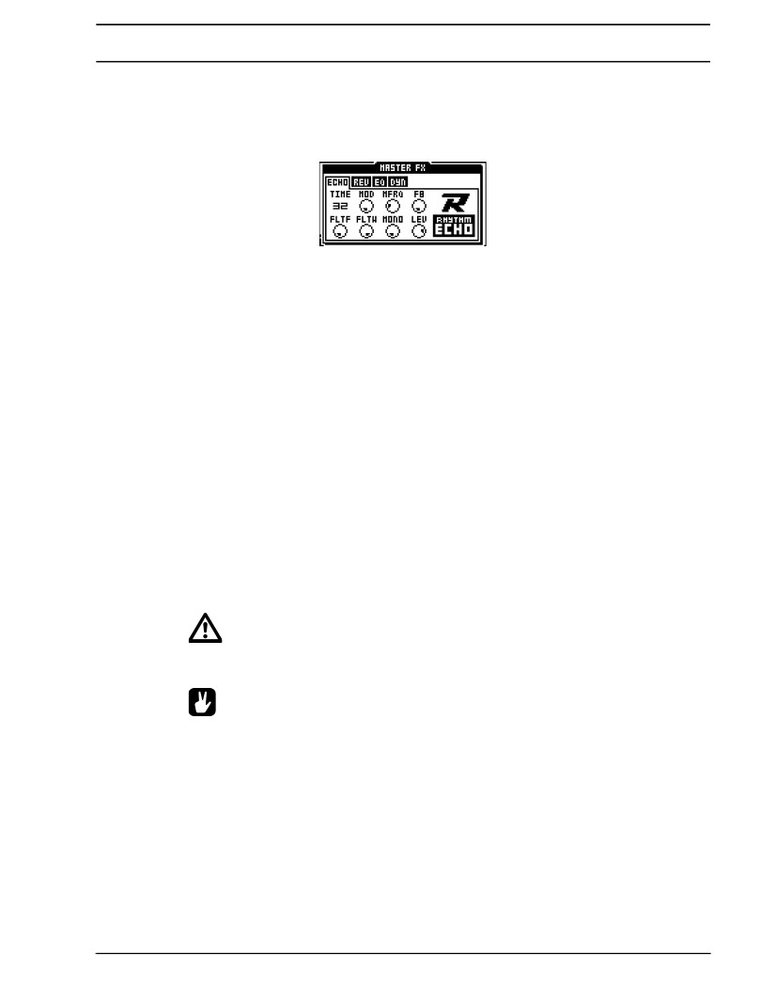 MASTER FX
ECHO REV EQ DYN
TIME MOD MFRQ FB
32
FLTF FLTW MONO LEV
R
RHYTHM
ECHO